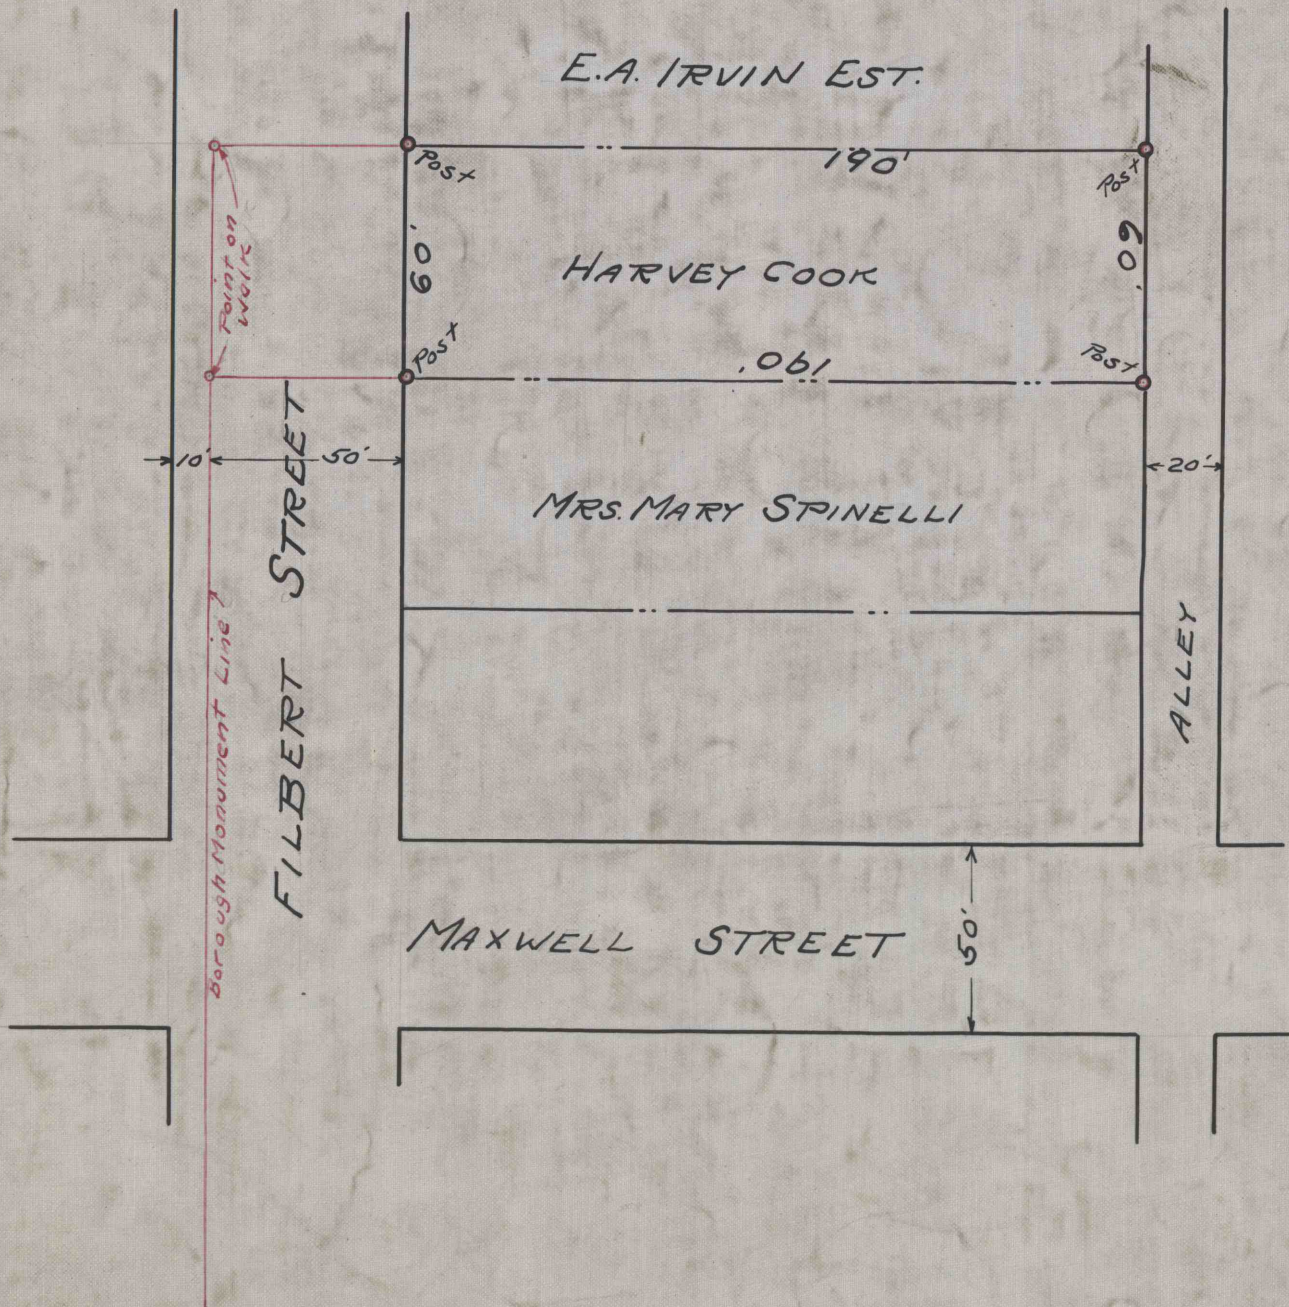 E.A. IRVIN EST.
Post
190'
Post
Point on
Walk
60'
HARVEY COOK
60'
Post
190'
Post
10'
50'
20'
MRS. MARY SPINELLI
FILBERT STREET
Borough Monument Line
ALLEY
MAXWELL STREET
50'